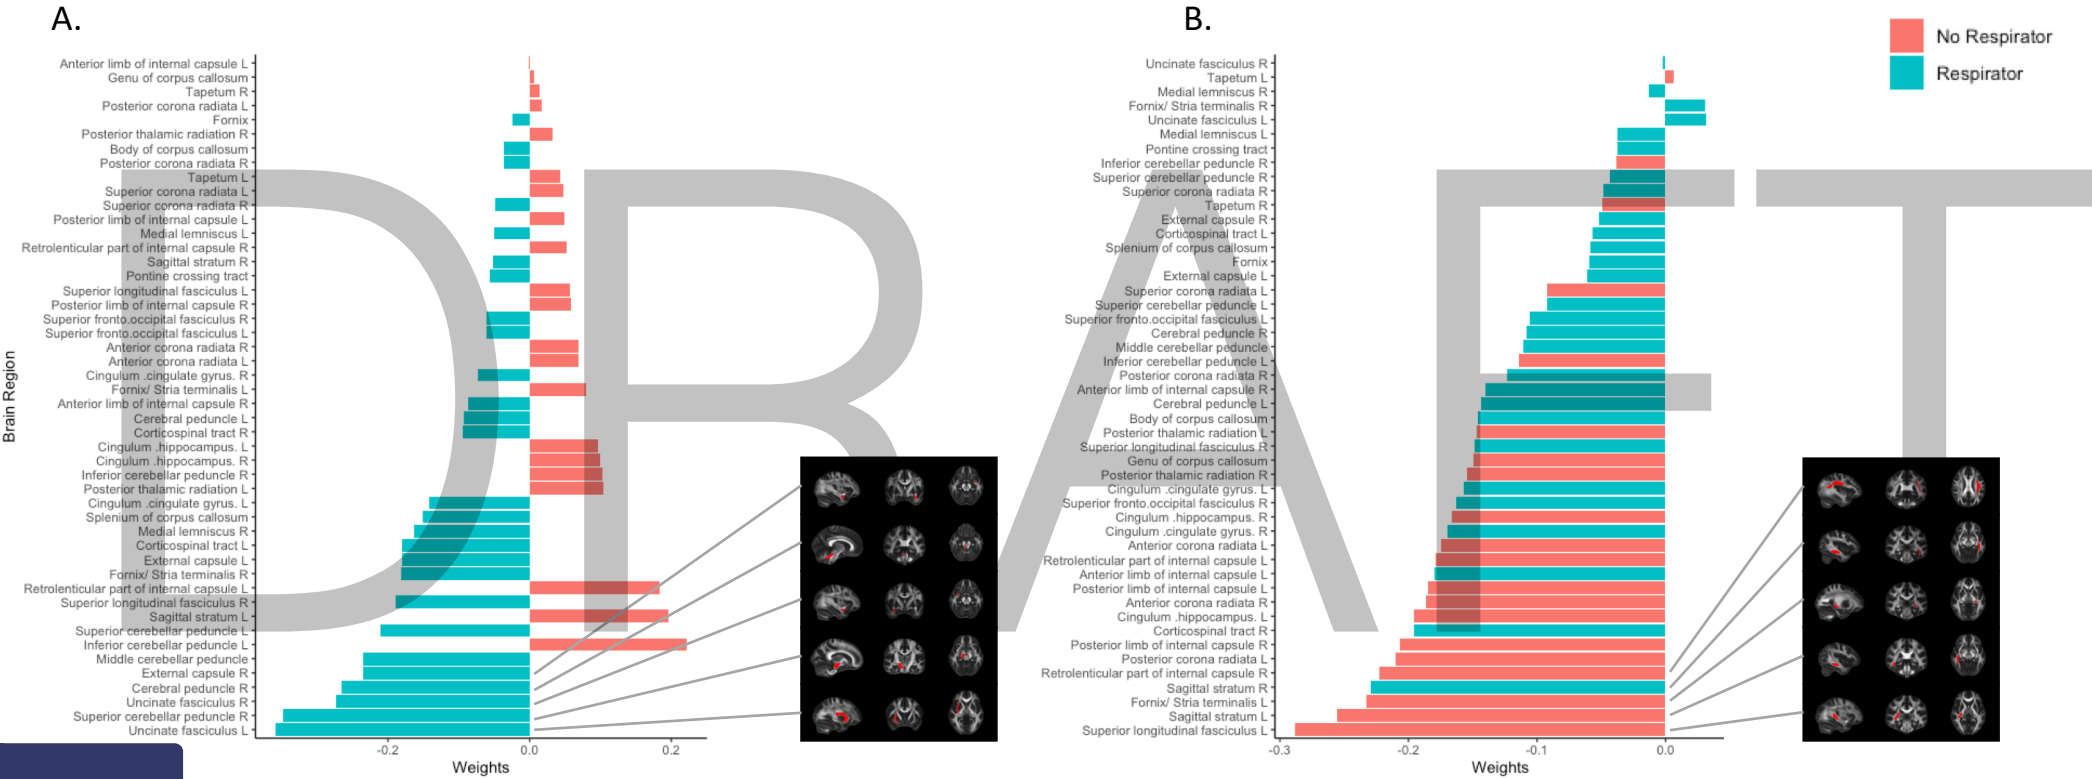 A.
Brain Region
Anterior limb of internal capsule L
Genu of corpus callosum
Tapetum R
Posterior corona radiata L
Fornix
Posterior thalamic radiation R
Body of corpus callosum
Posterior corona radiata R
Tapetum L
Superior corona radiata L
Superior corona radiata R
Posterior limb of internal capsule L
Medial lemniscus L
Retrolenticular part of internal capsule R
Sagittal stratum R
Pontine crossing tract
Superior longitudinal fasciculus L
Posterior limb of internal capsule R
Superior fronto.occipital fasciculus R
Superior fronto.occipital fasciculus L
Anterior corona radiata R
Anterior corona radiata L
Cingulum .cingulate gyrus. R
Fornix/ Stria terminalis L
Anterior limb of internal capsule R
Cerebral peduncle L
Corticospinal tract R
Cingulum .hippocampus. L
Cingulum .hippocampus. R
Inferior cerebellar peduncle R
Posterior thalamic radiation L
Cingulum .cingulate gyrus. L
Splenium of corpus callosum
Medial lemniscus R
Corticospinal tract L
External capsule L
Fornix/ Stria terminalis R
Retrolenticular part of internal capsule L
Superior longitudinal fasciculus R
Sagittal stratum L
Superior cerebellar peduncle L
Inferior cerebellar peduncle L
Middle cerebellar peduncle
External capsule R
Cerebral peduncle R
Uncinate fasciculus R
Superior cerebellar peduncle R
Uncinate fasciculus L
-0.2 0.0 0.2
Weights
B.
No Respirator
Respirator
Uncinate fasciculus R
Tapetum L
Medial lemniscus R
Fornix/ Stria terminalis R
Uncinate fasciculus L
Medial lemniscus L
Pontine crossing tract
Inferior cerebellar peduncle R
Superior cerebellar peduncle R
Superior corona radiata R
Tapetum R
External capsule R
Corticospinal tract L
Splenium of corpus callosum
Fornix
External capsule L
Superior corona radiata L
Superior cerebellar peduncle L
Superior fronto.occipital fasciculus L
Cerebral peduncle R
Middle cerebellar peduncle
Inferior cerebellar peduncle L
Posterior corona radiata R
Anterior limb of internal capsule R
Cerebral peduncle L
Body of corpus callosum
Posterior thalamic radiation L
Superior longitudinal fasciculus R
Genu of corpus callosum
Posterior thalamic radiation R
Cingulum .cingulate gyrus. L
Superior fronto.occipital fasciculus R
Cingulum .hippocampus. R
Cingulum .cingulate gyrus. R
Anterior corona radiata L
Retrolenticular part of internal capsule L
Anterior limb of internal capsule L
Posterior limb of internal capsule L
Anterior corona radiata R
Cingulum .hippocampus. L
Corticospinal tract R
Posterior limb of internal capsule R
Posterior corona radiata L
Retrolenticular part of internal capsule R
Sagittal stratum R
Fornix/ Stria terminalis L
Sagittal stratum L
Superior longitudinal fasciculus L
-0.3 -0.2 -0.1 0.0
Weights
DRAFT